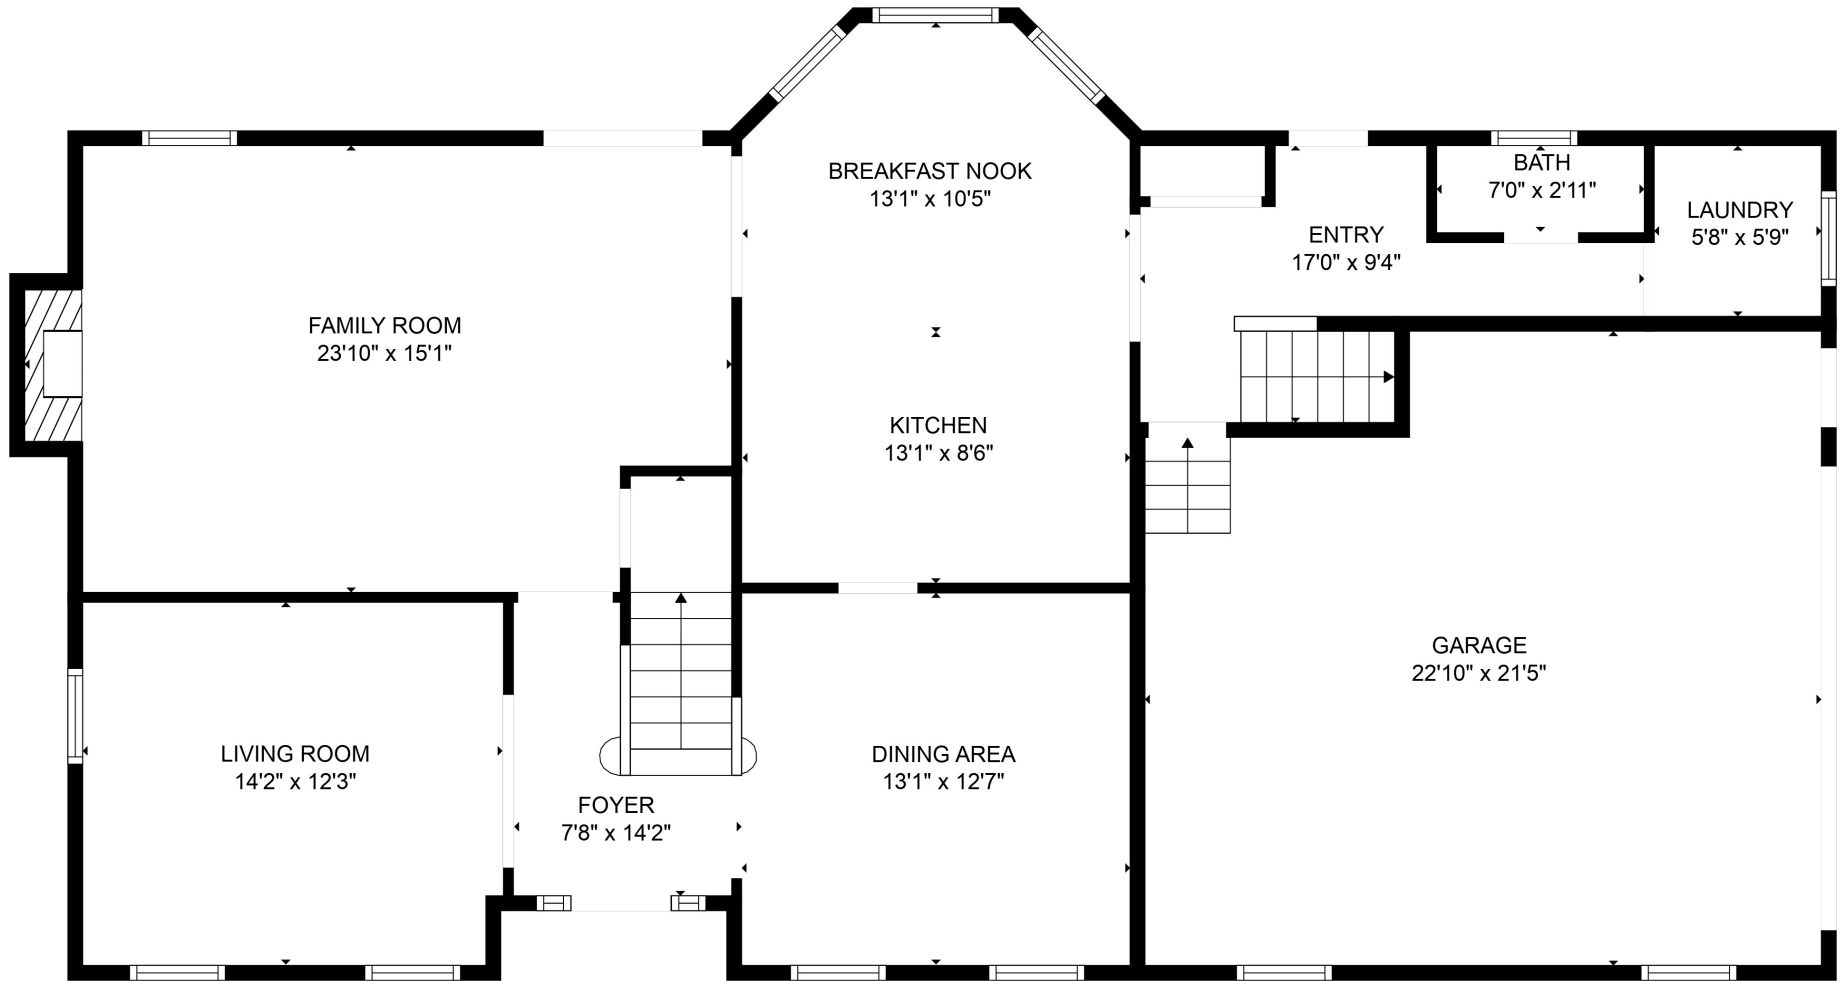 BREAKFAST NOOK
13'1" x 10'5"
BATH
7'0" x 2'11"
LAUNDRY
5'8" x 5'9"
ENTRY
17'0" x 9'4"
FAMILY ROOM
23'10" x 15'1"
KITCHEN
13'1" x 8'6"
GARAGE
22'10" x 21'5"
LIVING ROOM
14'2" x 12'3"
DINING AREA
13'1" x 12'7"
FOYER
7'8" x 14'2"